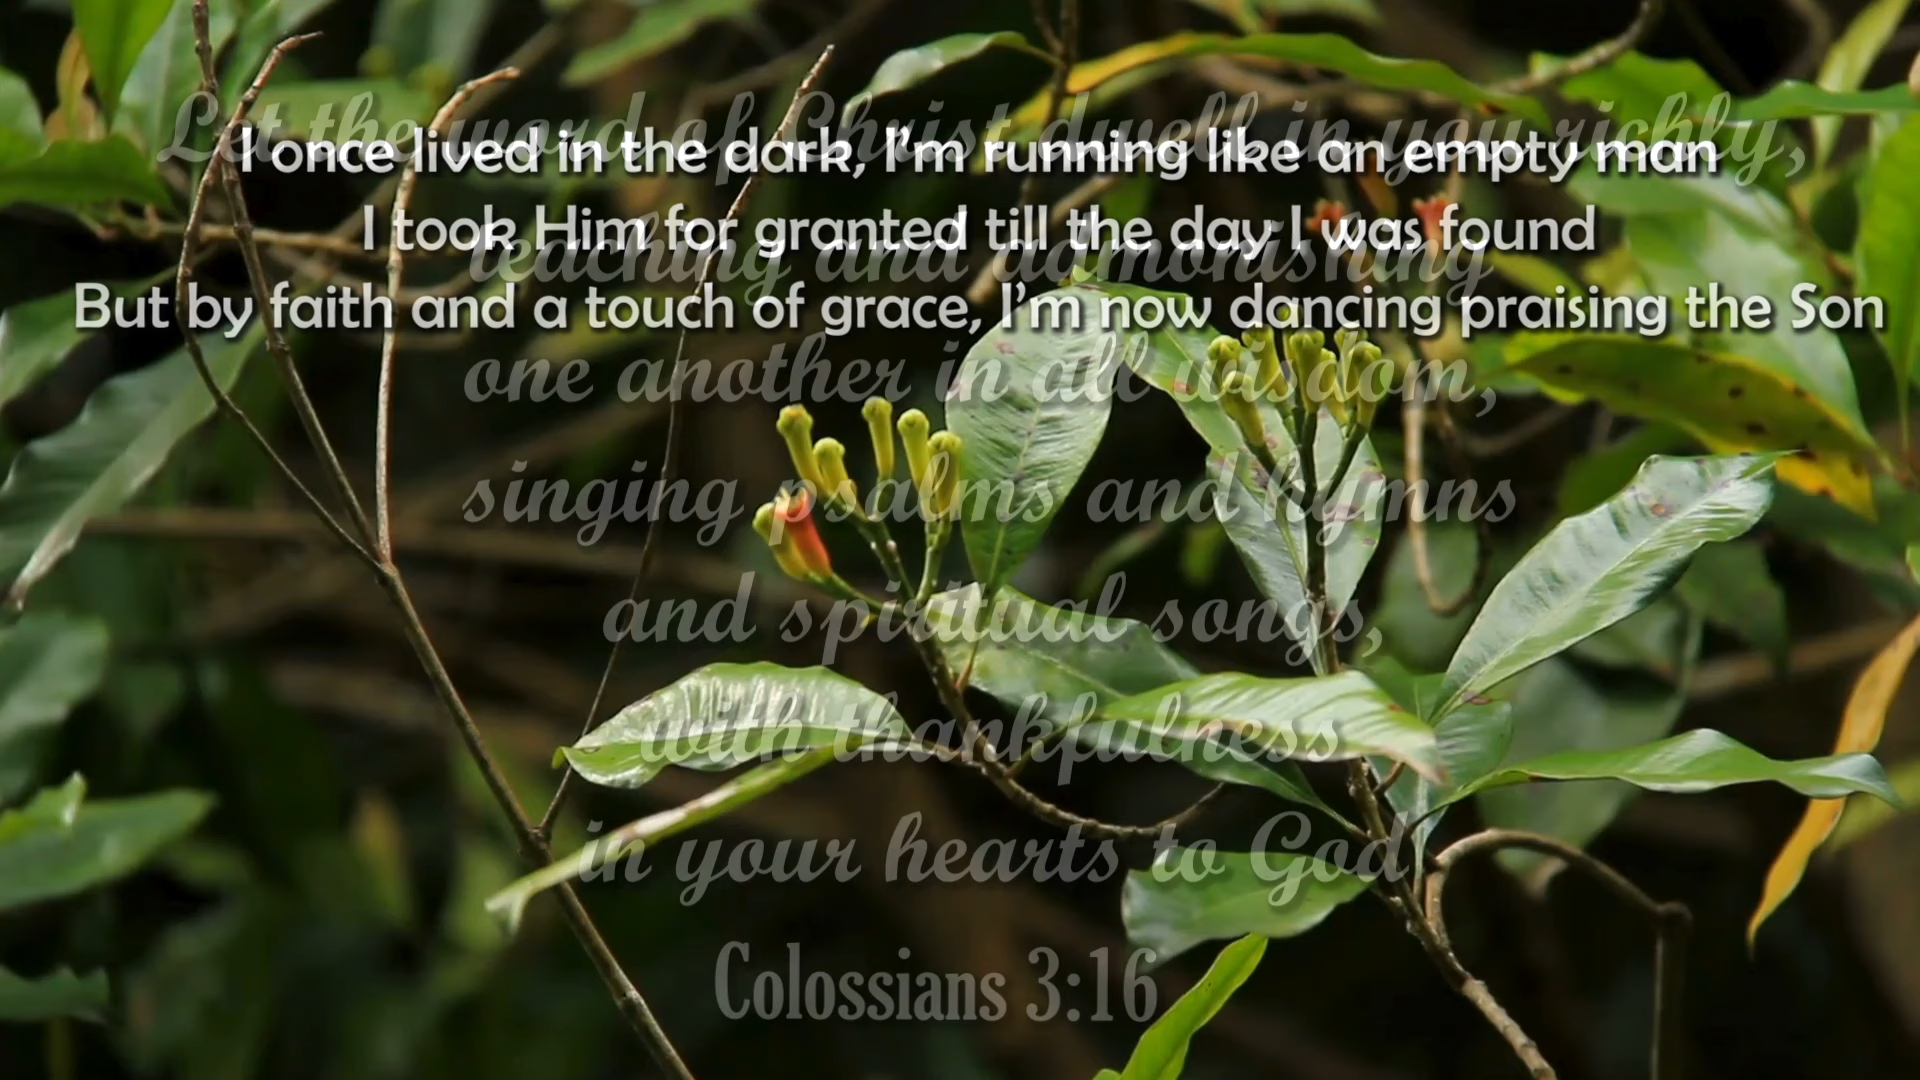 Let the word of Christ dwell in you richly,
I once lived in the dark, I'm running like an empty man
I took Him for granted till the day I was found
teaching and admonishing
But by faith and a touch of grace, I'm now dancing praising the Son
one another in all wisdom,
singing psalms and hymns
and spiritual songs,
with thankfulness
in your hearts to God
Colossians 3:16